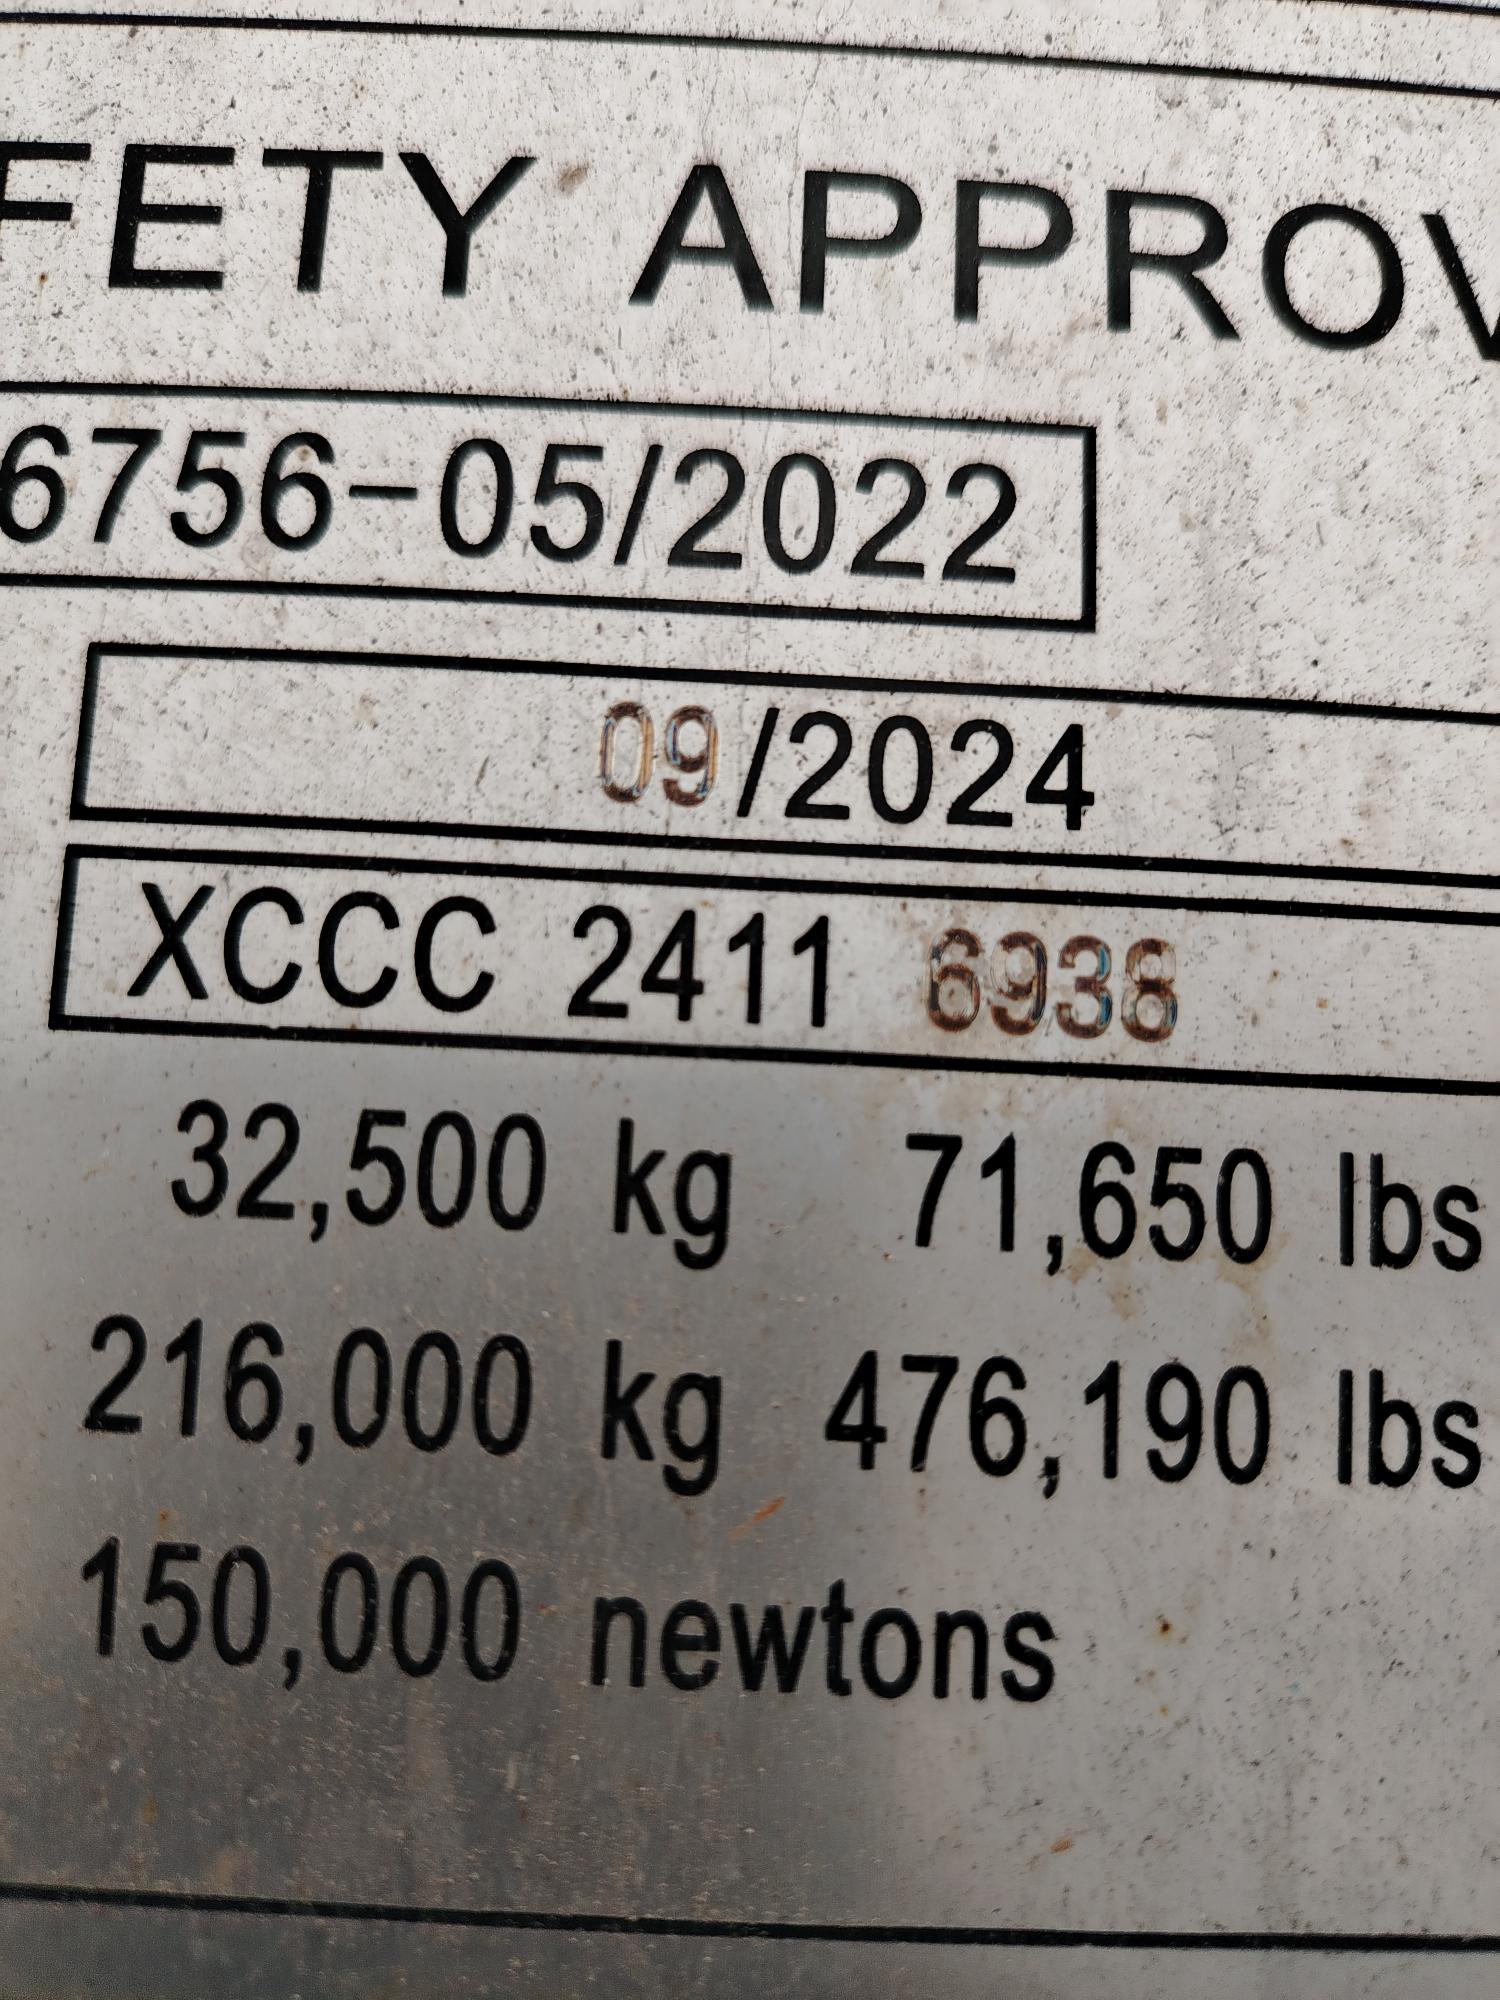 FETY APPROV
6756-05/2022
09/2024
XCCC 2411 6938
32,500 kg 71,650 lbs
216,000 kg 476,190 lbs
150,000 newtons